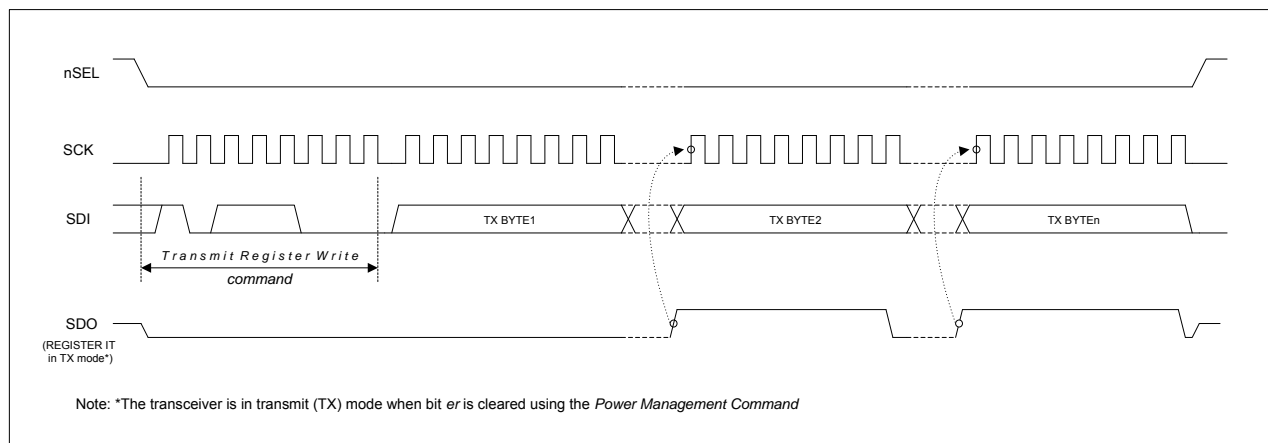 nSEL
SCK
SDI
TX BYTE1
TX BYTE2
TX BYTEn
Transmit Register Write
command
SDO
(REGISTER IT
in TX mode*)
Note: *The transceiver is in transmit (TX) mode when bit er is cleared using the Power Management Command